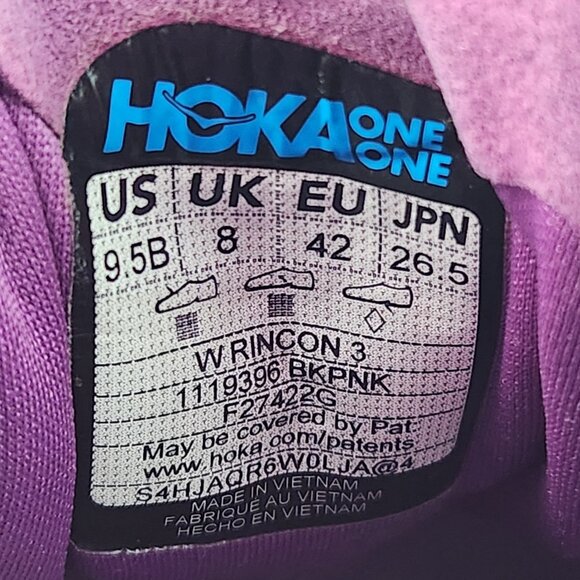 HOKA ONE ONE
US UK EU JPN
9.5B 8 42 26.5
W RINCON 3
1119396 BKPNK
F27422G
May be covered by Pat.
www.hoka.com/patents
S4HJAQR6W0LJA@4
MADE IN VIETNAM
FABRIQUÉ AU VIETNAM
HECHO EN VIETNAM